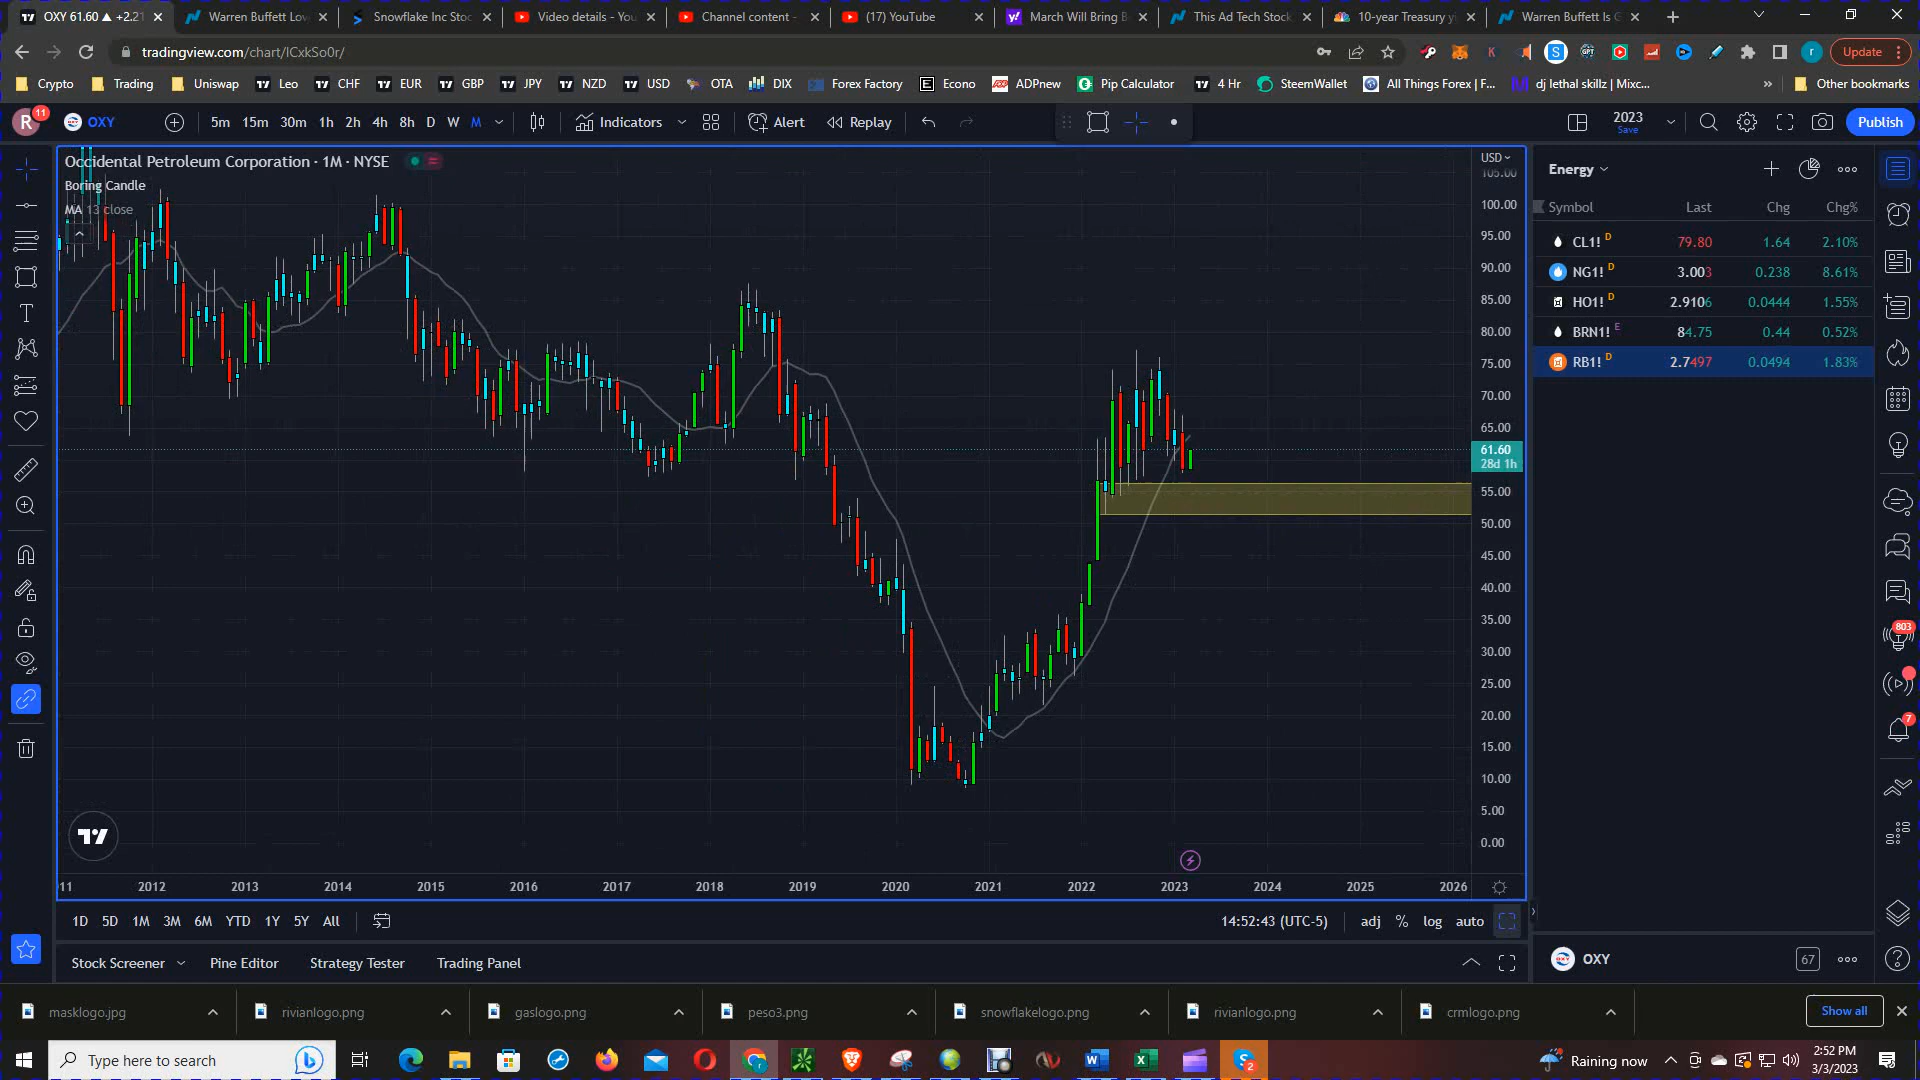 OXY 61.60 ▲ +2.21
Warren Buffett Lov
Snowflake Inc Stoc
Video details - You
Channel content -
(17) YouTube
March Will Bring B
This Ad Tech Stock
10-year Treasury yi
Warren Buffett Is G
tradingview.com/chart/ICxkSo0r/
Update
Crypto
Trading
Uniswap
Leo
CHF
EUR
GBP
JPY
NZD
USD
OTA
DIX
Forex Factory
Econo
ADPnew
Pip Calculator
4 Hr
SteemWallet
All Things Forex | F...
dj lethal skillz | Mixc...
»
Other bookmarks
R
11
OXY
5m 15m 30m 1h 2h 4h 8h D W M
Indicators
Alert
Replay
2023
Save
Publish
Occidental Petroleum Corporation · 1M · NYSE
Boring Candle
MA 13 close
USD
105.00
100.00
95.00
90.00
85.00
80.00
75.00
70.00
65.00
61.60
28d 1h
55.00
50.00
45.00
40.00
35.00
30.00
25.00
20.00
15.00
10.00
5.00
0.00
11 2012 2013 2014 2015 2016 2017 2018 2019 2020 2021 2022 2023 2024 2025 2026
Energy
Symbol Last Chg Chg%
CL1! D 79.80 1.64 2.10%
NG1! D 3.003 0.238 8.61%
HO1! D 2.9106 0.0444 1.55%
BRN1! E 84.75 0.44 0.52%
RB1! D 2.7497 0.0494 1.83%
803
7
1D 5D 1M 3M 6M YTD 1Y 5Y All
14:52:43 (UTC-5)
adj % log auto
Stock Screener
Pine Editor
Strategy Tester
Trading Panel
OXY
67
masklogo.jpg
rivianlogo.png
gaslogo.png
peso3.png
snowflakelogo.png
rivianlogo.png
crmlogo.png
Show all
Type here to search
Raining now
2:52 PM
3/3/2023